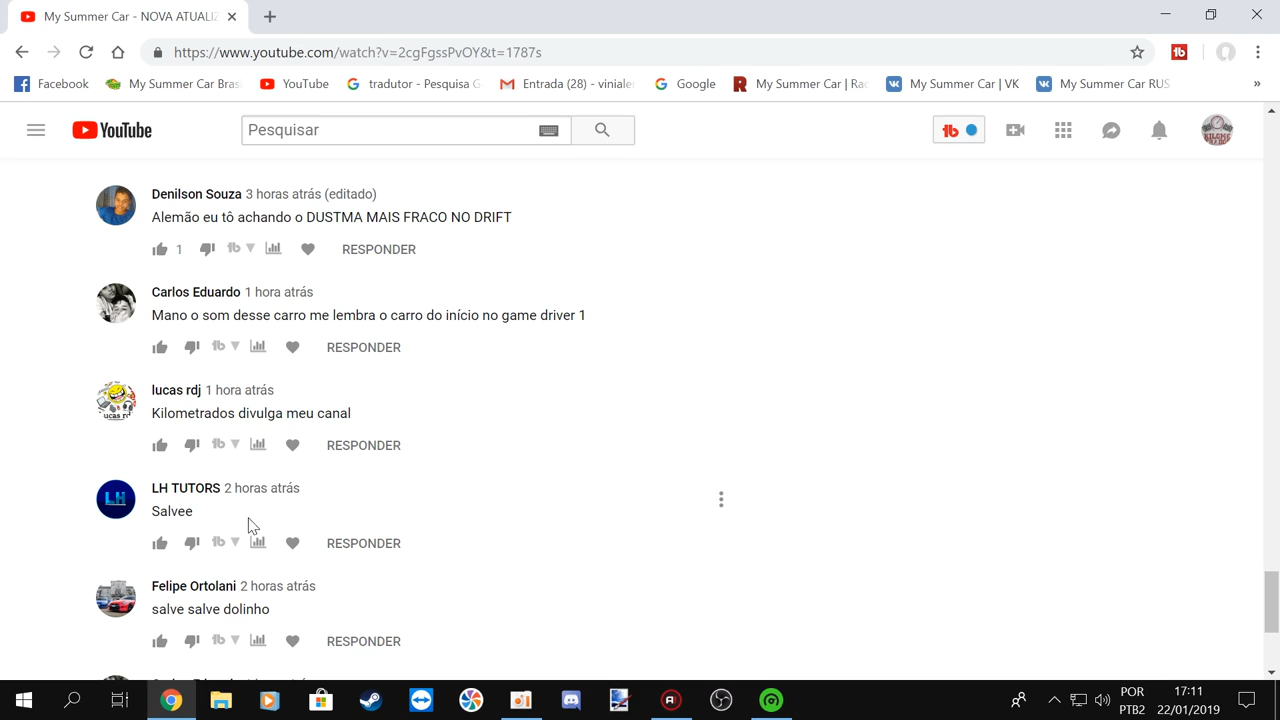 My Summer Car - NOVA ATUALIZ
https://www.youtube.com/watch?v=2cgFgssPvOY&t=1787s
Facebook My Summer Car Bras YouTube tradutor - Pesquisa G Entrada (28) - vinialer Google My Summer Car | Rac My Summer Car | VK My Summer Car RUS »
YouTube Pesquisar
Denilson Souza 3 horas atrás (editado)
Alemão eu tô achando o DUSTMA MAIS FRACO NO DRIFT
1 RESPONDER
Carlos Eduardo 1 hora atrás
Mano o som desse carro me lembra o carro do início no game driver 1
RESPONDER
lucas rdj 1 hora atrás
Kilometrados divulga meu canal
RESPONDER
LH TUTORS 2 horas atrás
Salvee
RESPONDER
Felipe Ortolani 2 horas atrás
salve salve dolinho
RESPONDER
POR 17:11
PTB2 22/01/2019